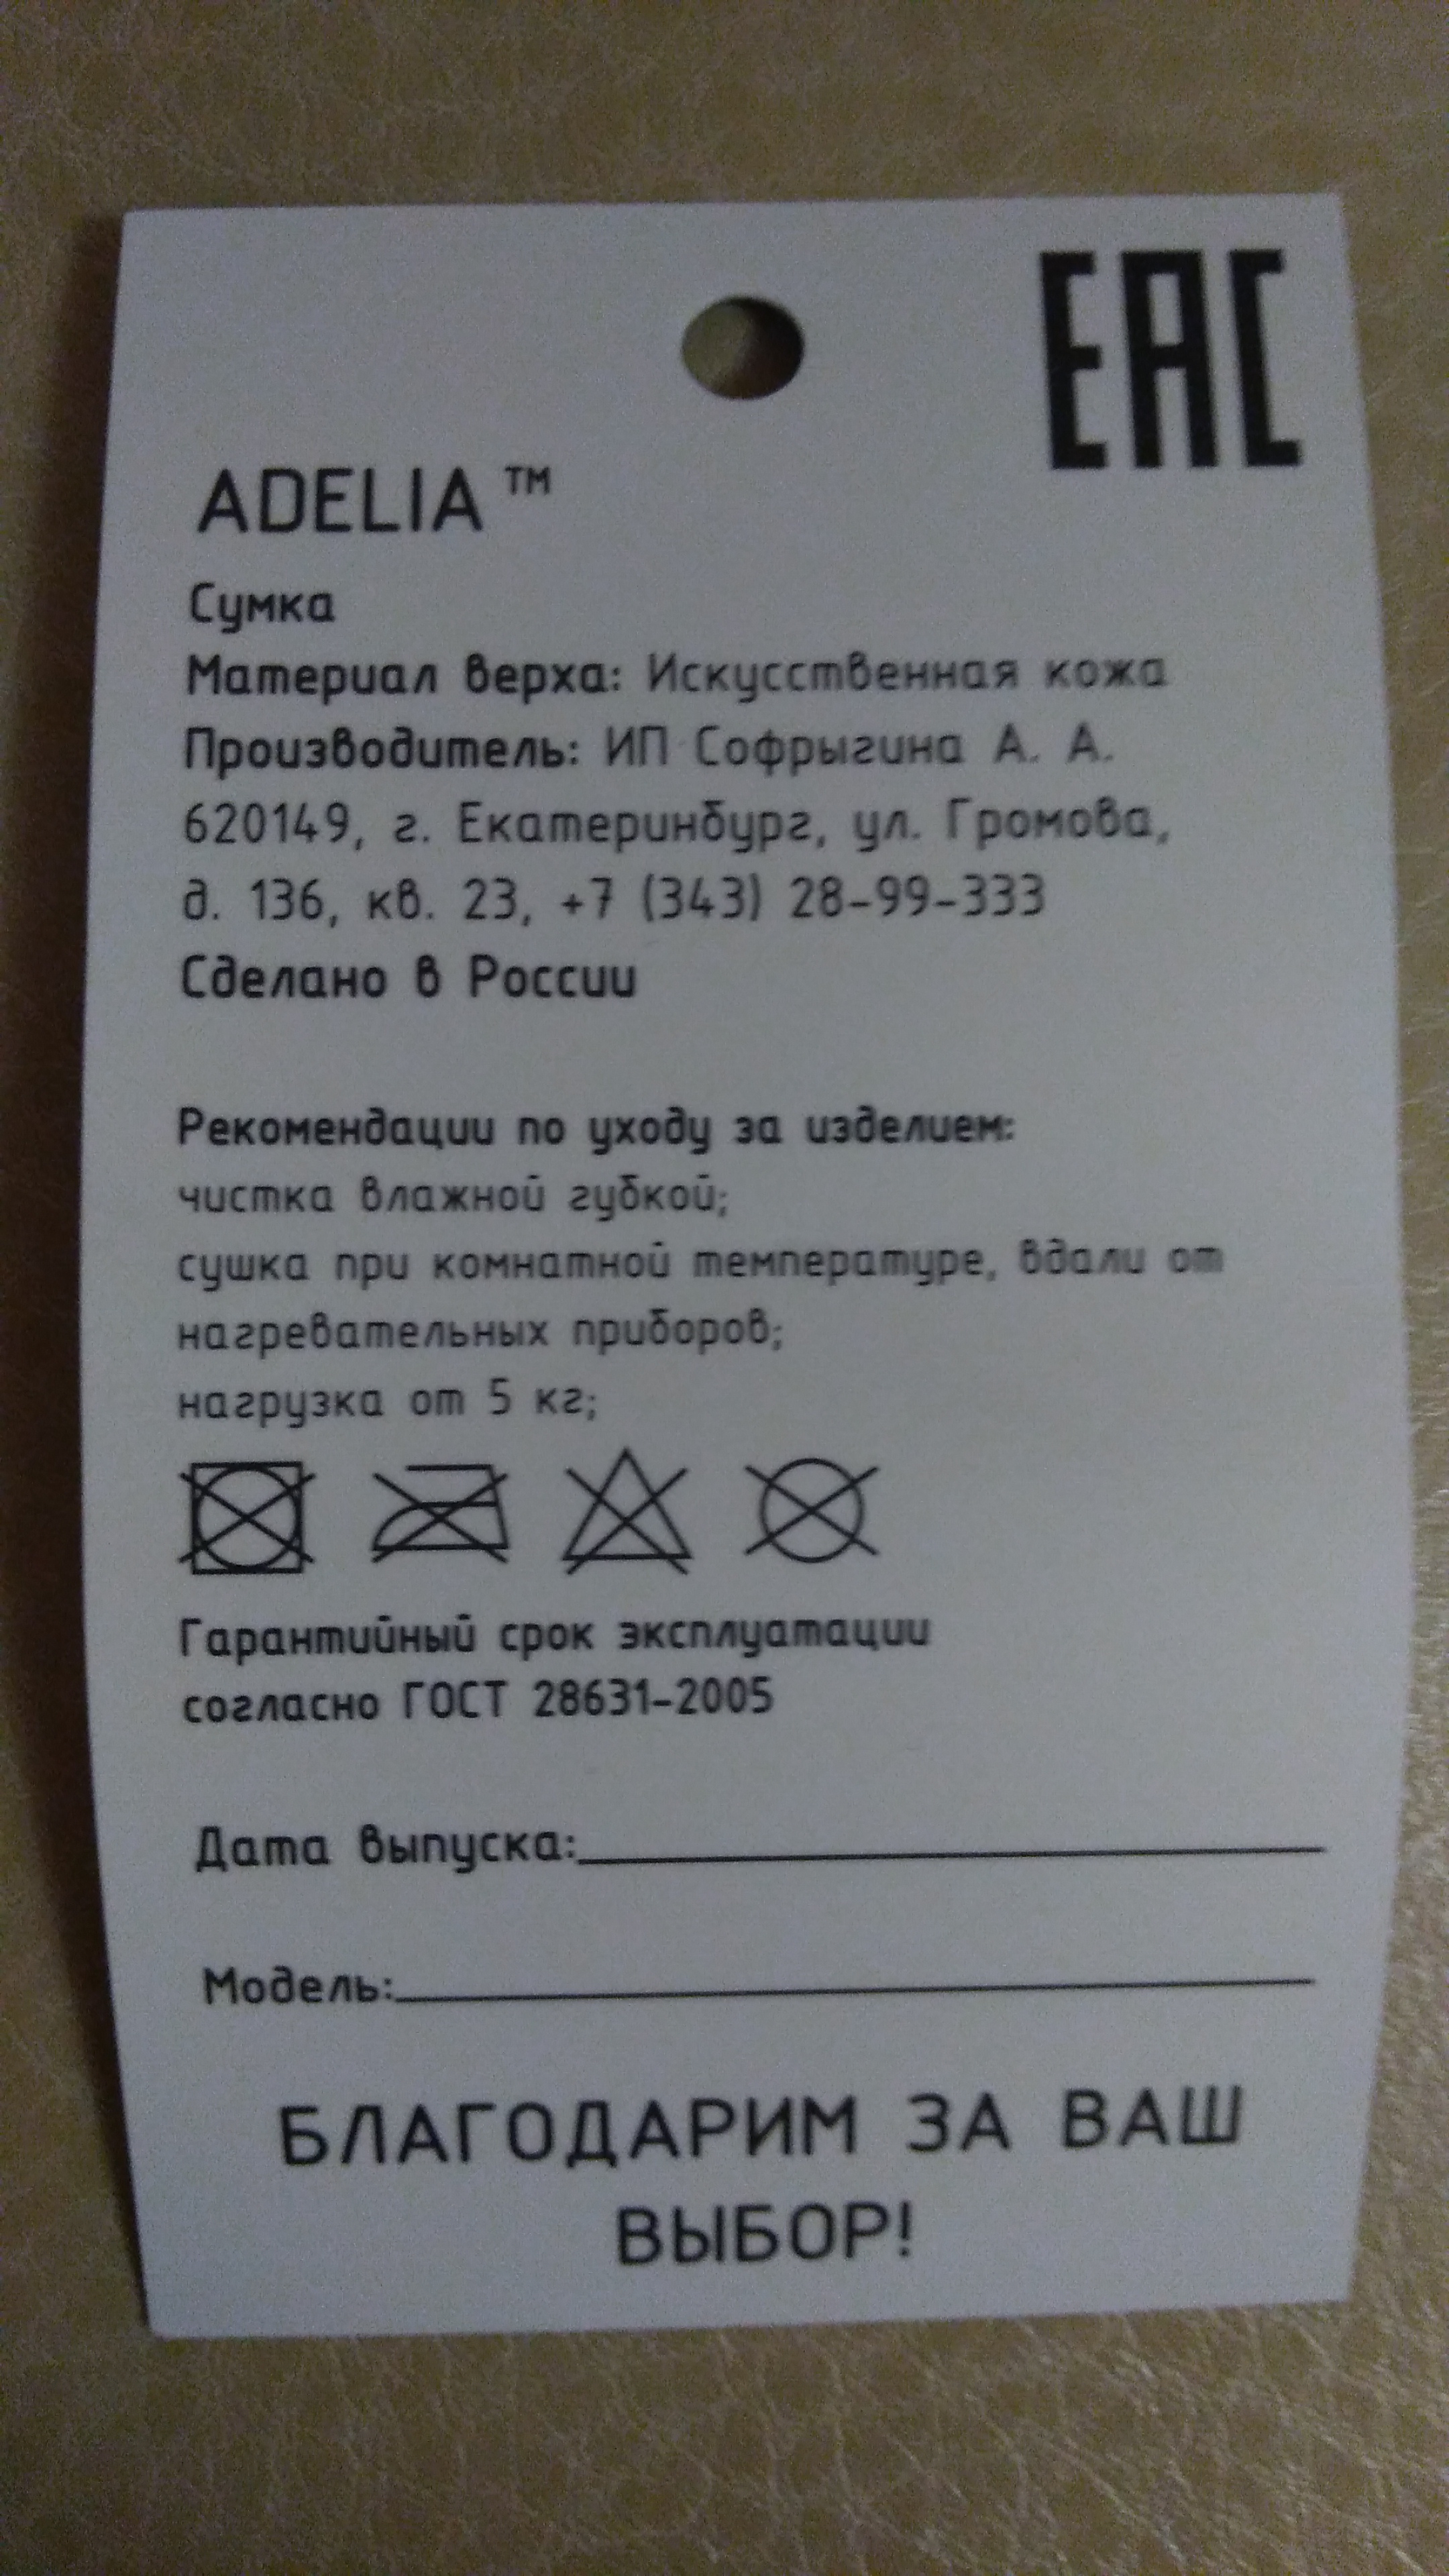 EAC
ADELIA™
Сумка
Материал верха: Искусственная кожа
Производитель: ИП Софрыгина А. А.
620149, г. Екатеринбург, ул. Громова,
д. 136, кв. 23, +7 (343) 28-99-333
Сделано в России
Рекомендации по уходу за изделием:
чистка влажной губкой;
сушка при комнатной температуре, вдали от
нагревательных приборов;
нагрузка от 5 кг;
Гарантийный срок эксплуатации
согласно ГОСТ 28631-2005
Дата выпуска:
Модель:
БЛАГОДАРИМ ЗА ВАШ
ВЫБОР!